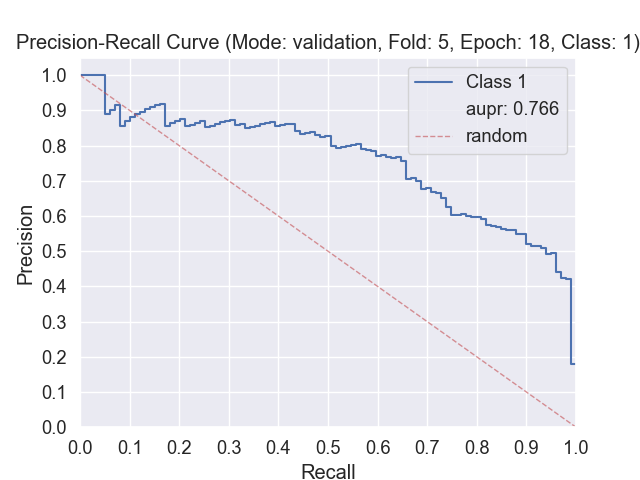 Precision-Recall Curve (Mode: validation, Fold: 5, Epoch: 18, Class: 1)
Class 1
aupr: 0.766
random
Precision
1.0
0.9
0.8
0.7
0.6
0.5
0.4
0.3
0.2
0.1
0.0
0.0 0.1 0.2 0.3 0.4 0.5 0.6 0.7 0.8 0.9 1.0
Recall